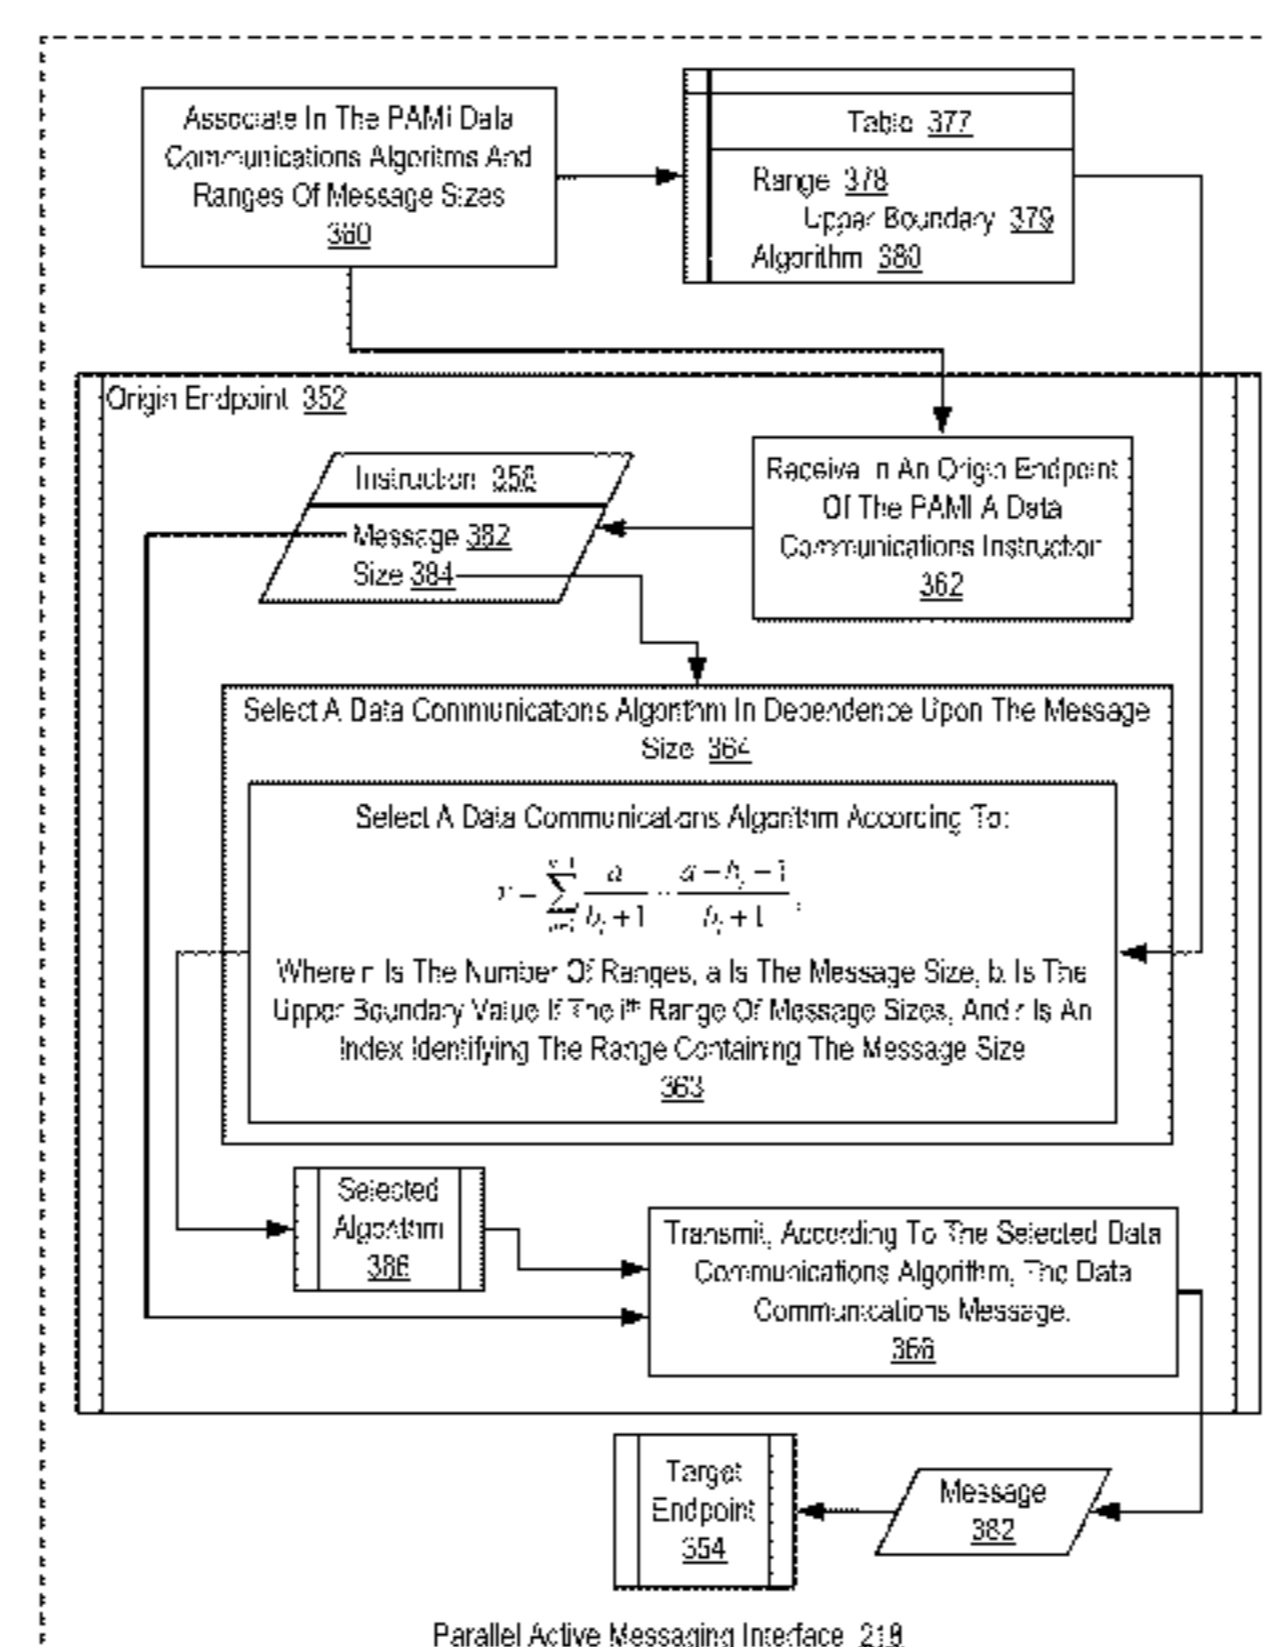 Associate In The PAMI Data
Communications Algoritms And
Ranges Of Message Sizes
360
Table 377
Range 378
Upper Boundary 379
Algorithm 380
Origin Endpoint 352
Instruction 358
Message 382
Size 384
Receive In An Origin Endpoint
Of The PAMI A Data
Communications Instruction
362
Select A Data Communications Algorithm In Dependence Upon The Message
Size 364
Select A Data Communications Algorithm According To:
Where n Is The Number Of Ranges, a Is The Message Size, b Is The
Upper Boundary Value If The iᵗʰ Range Of Message Sizes, And r Is An
Index Identifying The Range Containing The Message Size
363
Selected
Algorithm
386
Transmit, According To The Selected Data
Communications Algorithm, The Data
Communications Message.
366
Target
Endpoint
354
Message
382
Parallel Active Messaging Interface 218